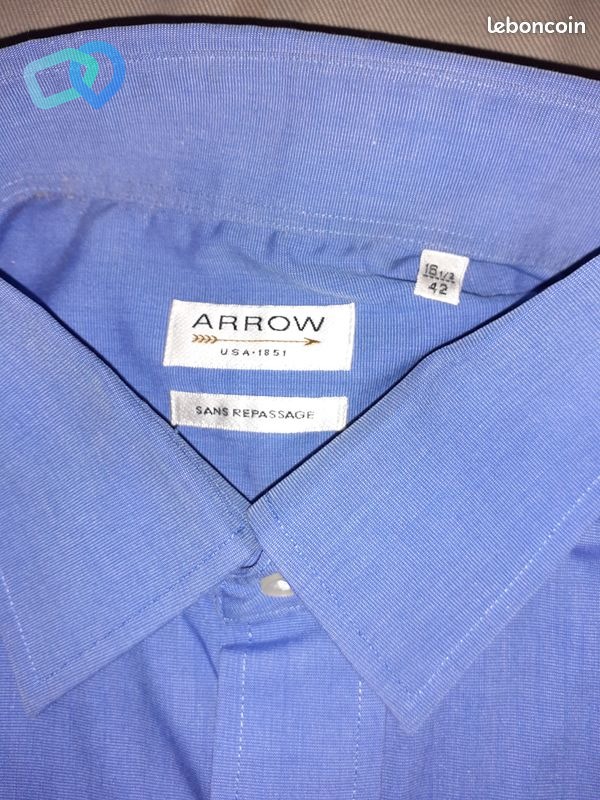 leboncoin
16.1/2
42
ARROW
USA·1851
SANS REPASSAGE